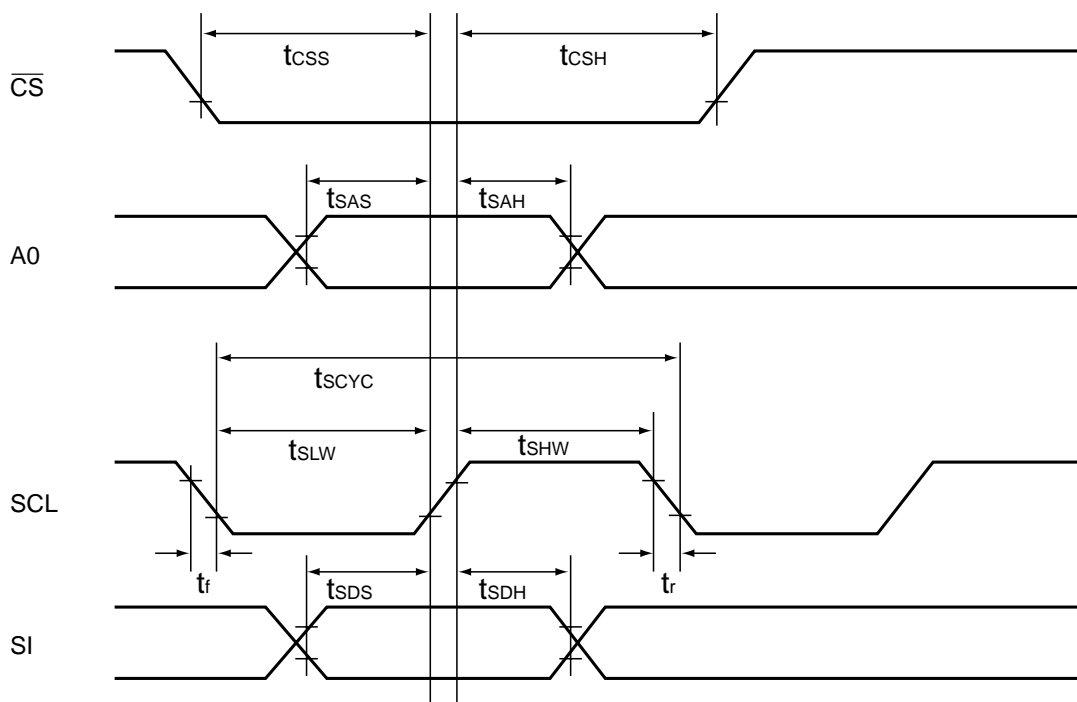 tCSS tCSH
CS
tSAS tSAH
A0
tSCYC
tSLW tSHW
SCL
tf tSDS tSDH tr
SI